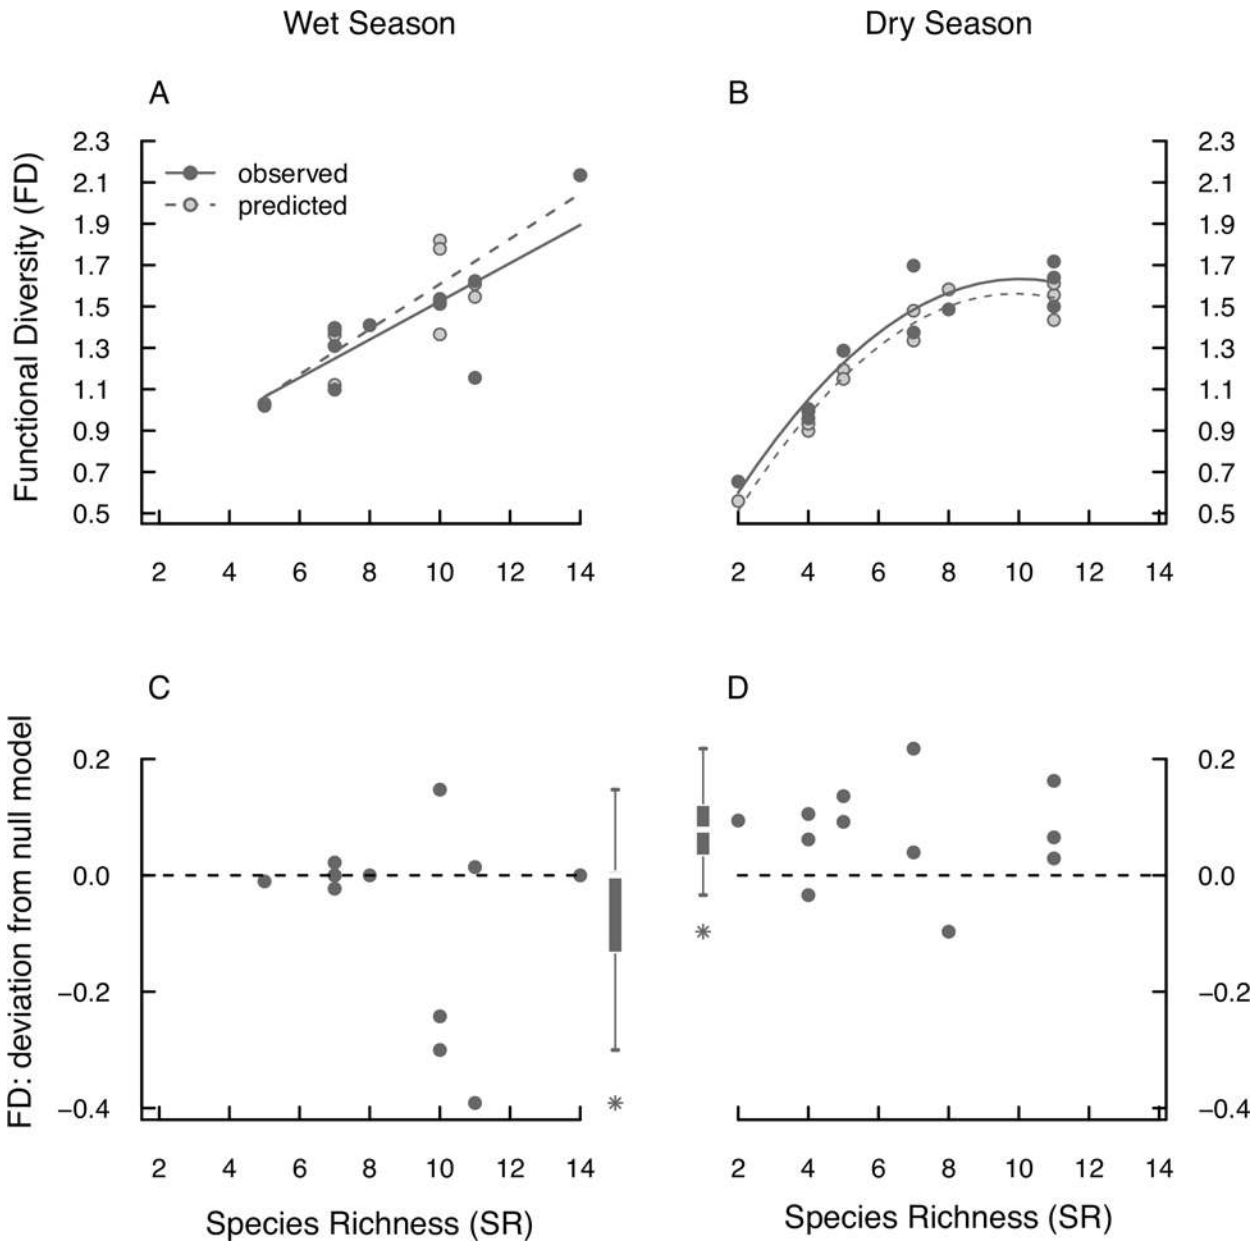 Wet Season
Dry Season
A
B
Functional Diversity (FD)
2.3
2.1
1.9
1.7
1.5
1.3
1.1
0.9
0.7
0.5
observed
predicted
2 4 6 8 10 12 14
2.3
2.1
1.9
1.7
1.5
1.3
1.1
0.9
0.7
0.5
2 4 6 8 10 12 14
C
D
FD: deviation from null model
0.2
0.0
−0.2
−0.4
2 4 6 8 10 12 14
Species Richness (SR)
0.2
0.0
−0.2
−0.4
2 4 6 8 10 12 14
Species Richness (SR)